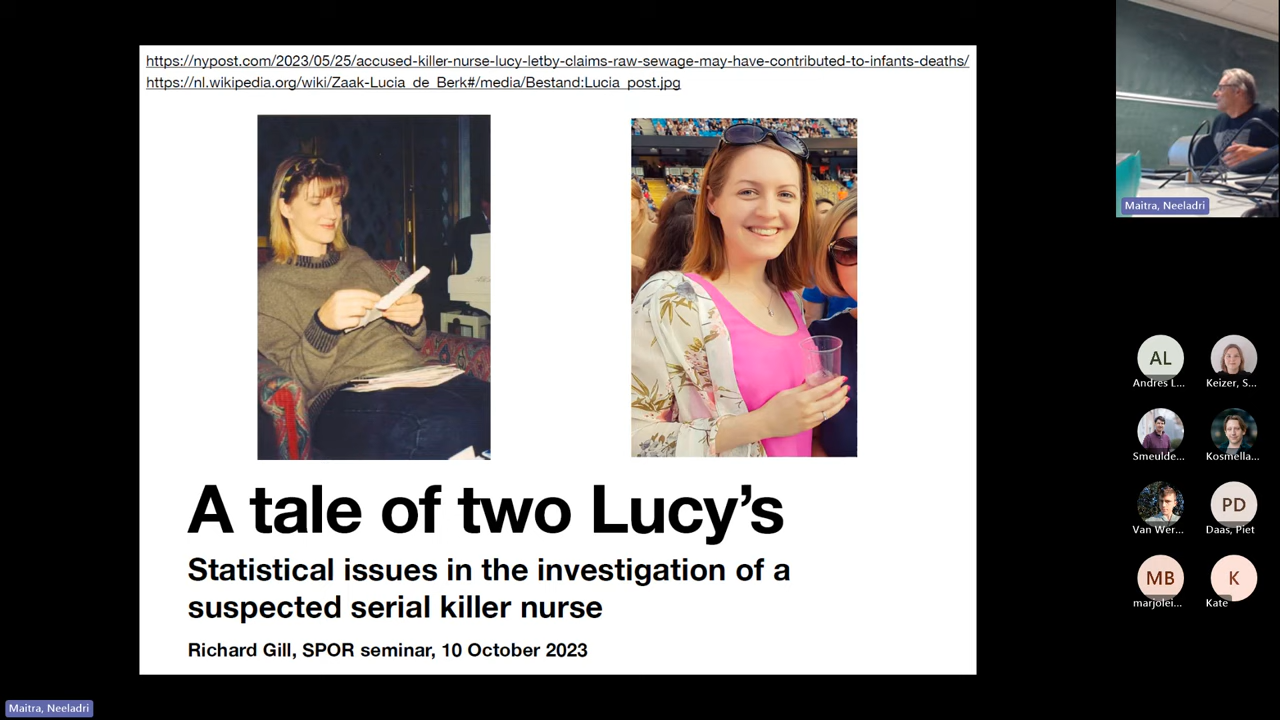 https://nypost.com/2023/05/25/accused-killer-nurse-lucy-letby-claims-raw-sewage-may-have-contributed-to-infants-deaths/
https://nl.wikipedia.org/wiki/Zaak-Lucia_de_Berk#/media/Bestand:Lucia_post.jpg
A tale of two Lucy’s
Statistical issues in the investigation of a
suspected serial killer nurse
Richard Gill, SPOR seminar, 10 October 2023
Maitra, Neeladri
AL
Andres L...
Keizer, S...
Smeulde...
Kosmella...
Van Wer...
PD
Daas, Piet
MB
marjolei...
K
Kate
Maitra, Neeladri